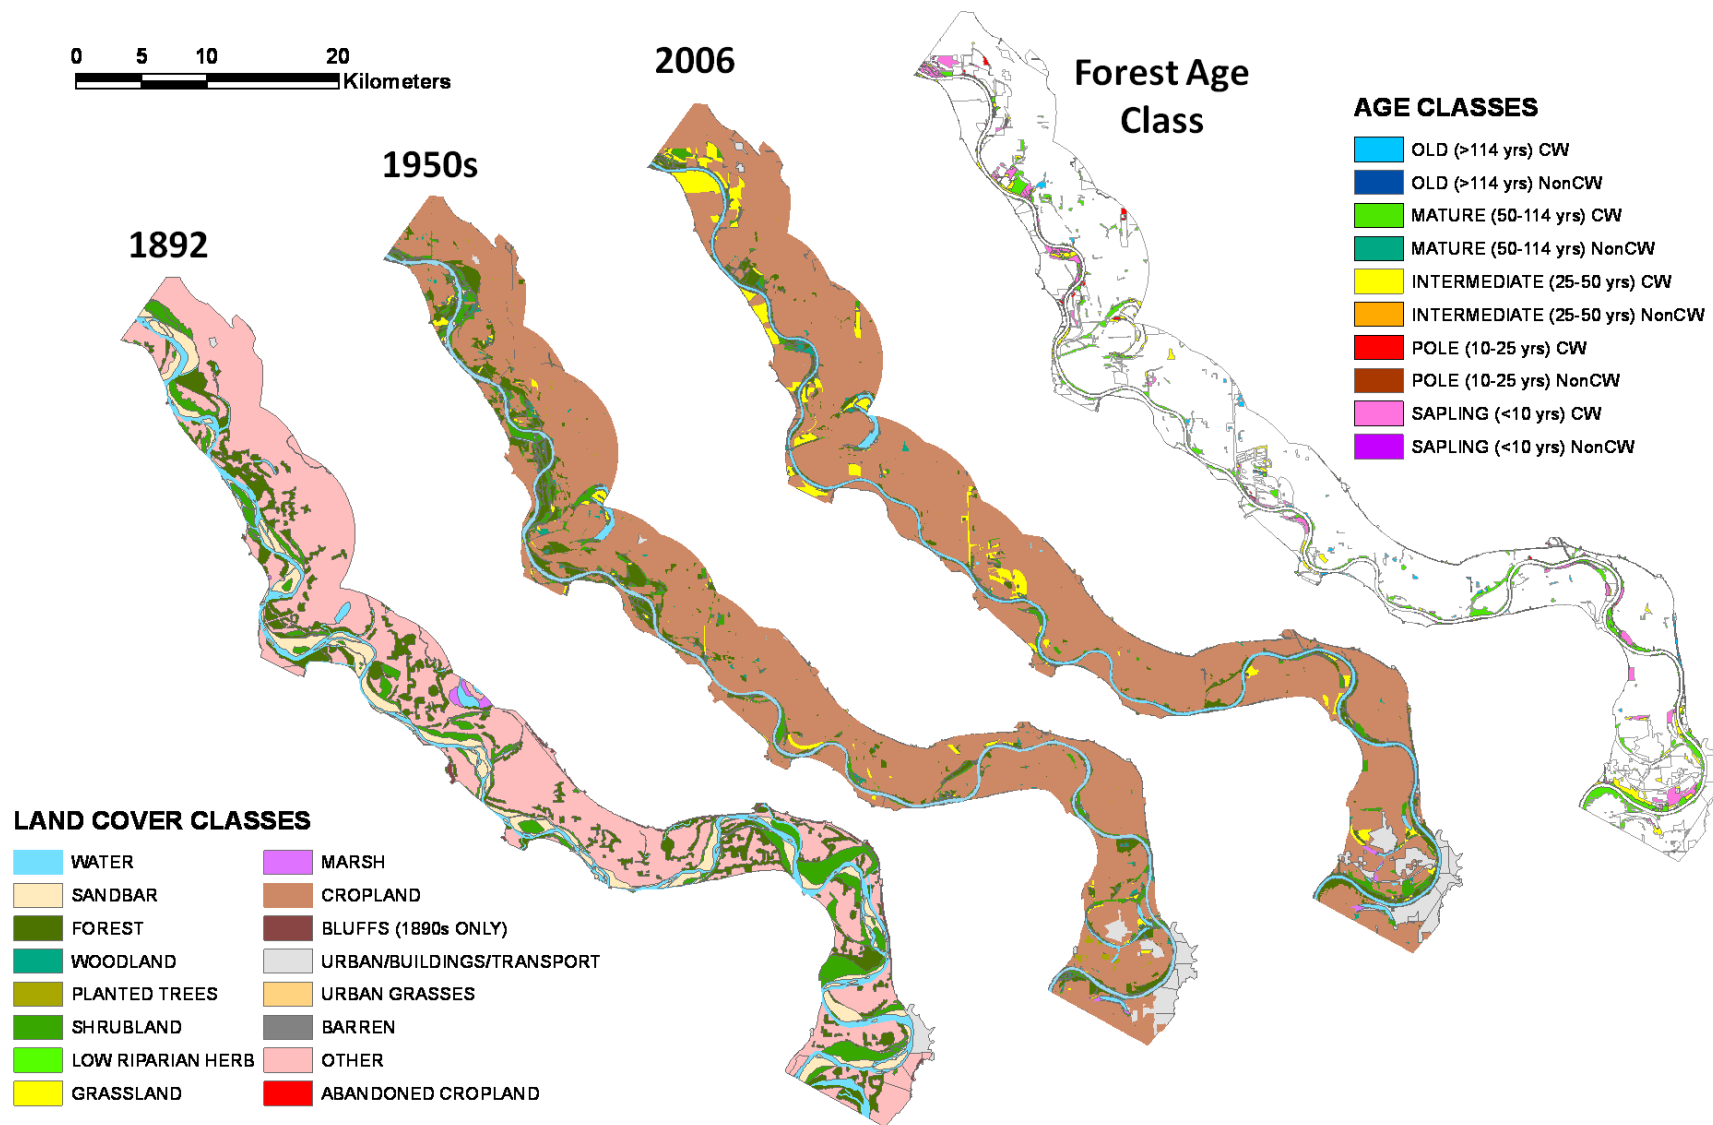 0 5 10 20
Kilometers
2006
Forest Age
Class
1950s
1892
AGE CLASSES
OLD (>114 yrs) CW
OLD (>114 yrs) NonCW
MATURE (50-114 yrs) CW
MATURE (50-114 yrs) NonCW
INTERMEDIATE (25-50 yrs) CW
INTERMEDIATE (25-50 yrs) NonCW
POLE (10-25 yrs) CW
POLE (10-25 yrs) NonCW
SAPLING (<10 yrs) CW
SAPLING (<10 yrs) NonCW
LAND COVER CLASSES
WATER
SANDBAR
FOREST
WOODLAND
PLANTED TREES
SHRUBLAND
LOW RIPARIAN HERB
GRASSLAND
MARSH
CROPLAND
BLUFFS (1890s ONLY)
URBAN/BUILDINGS/TRANSPORT
URBAN GRASSES
BARREN
OTHER
ABANDONED CROPLAND